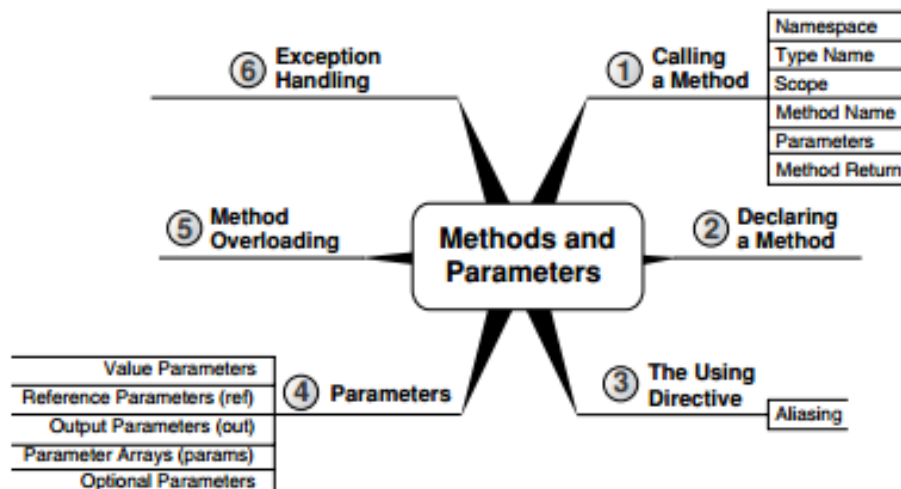 6 Exception
Handling
1 Calling
a Method
Namespace
Type Name
Scope
Method Name
Parameters
Method Return
5 Method
Overloading
Methods and
Parameters
2 Declaring
a Method
Value Parameters
Reference Parameters (ref)
Output Parameters (out)
Parameter Arrays (params)
Optional Parameters
4 Parameters
3 The Using
Directive
Aliasing